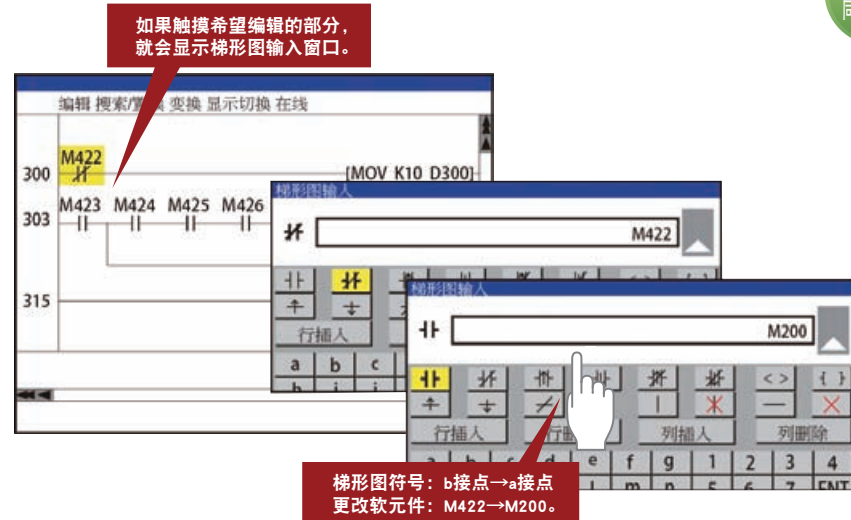 如果触摸希望编辑的部分，
就会显示梯形图输入窗口。
编辑 搜索/置换 变换 显示切换 在线
M422
300
[MOV K10 D300]
M423 M424 M425 M426
303
315
梯形图输入
M422
行插入
a b c
h i j
梯形图输入
M200
< > { }
行插入 列插入 列删除
a b c d e f g 1 2 3 4
l m n 5 6 7 ENT
梯形图符号：b接点→a接点
更改软元件：M422→M200。